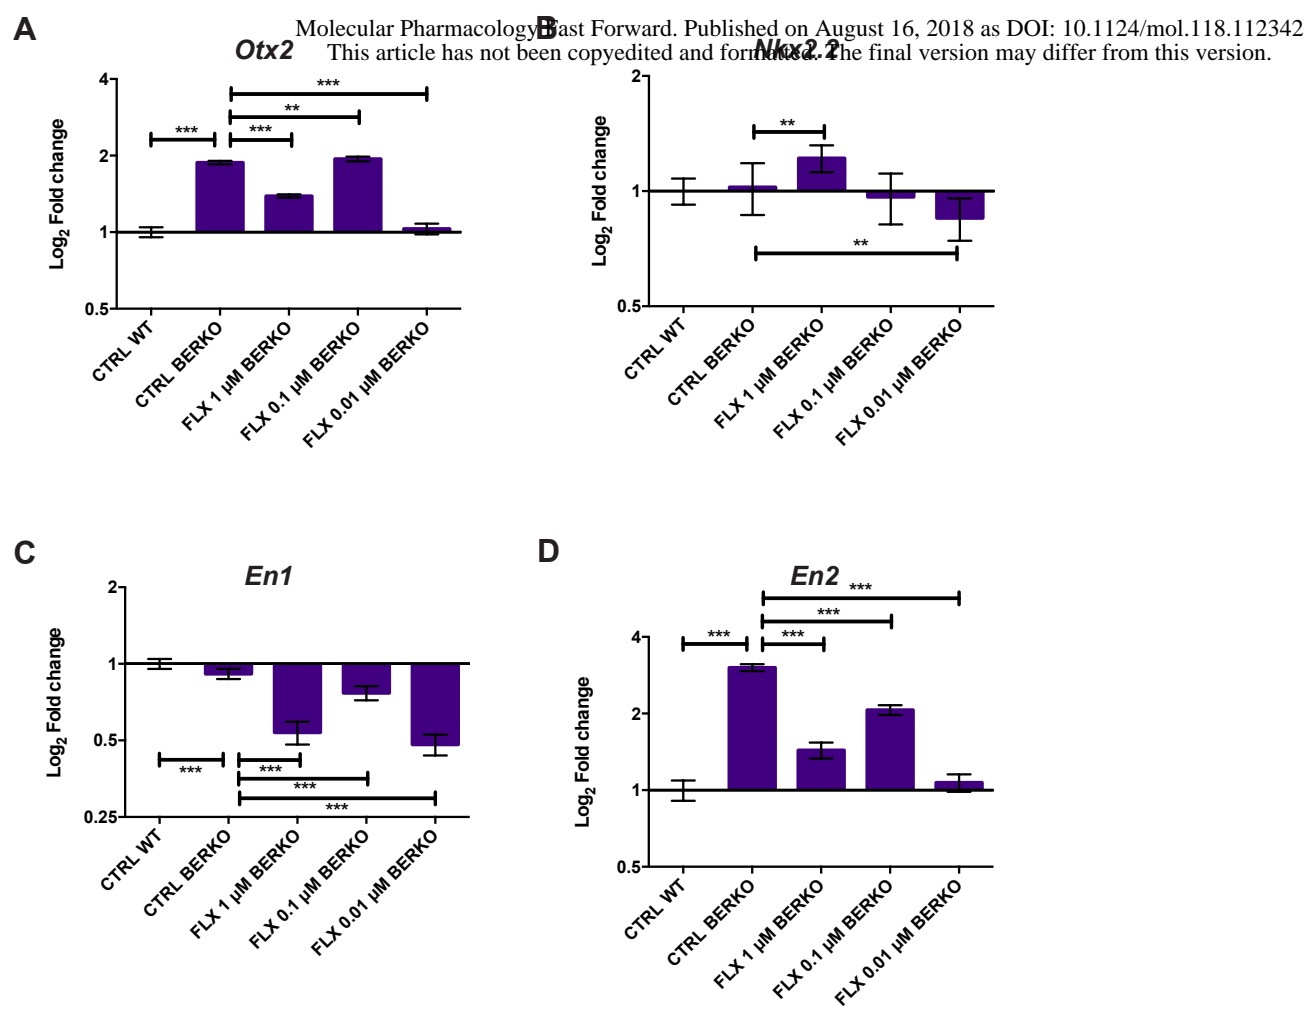 Molecular Pharmacology Fast Forward. Published on August 16, 2018 as DOI: 10.1124/mol.118.112342
This article has not been copyedited and formatted. The final version may differ from this version.
A
Otx2
Log2 Fold change
4
2
1
0.5
***
***
**
***
CTRL WT
CTRL BERKO
FLX 1 µM BERKO
FLX 0.1 µM BERKO
FLX 0.01 µM BERKO
B
Nkx2.2
Log2 Fold change
2
1
0.5
**
**
CTRL WT
CTRL BERKO
FLX 1 µM BERKO
FLX 0.1 µM BERKO
FLX 0.01 µM BERKO
C
En1
Log2 Fold change
2
1
0.5
0.25
***
***
***
***
CTRL WT
CTRL BERKO
FLX 1 µM BERKO
FLX 0.1 µM BERKO
FLX 0.01 µM BERKO
D
En2
Log2 Fold change
4
2
1
0.5
***
***
***
***
CTRL WT
CTRL BERKO
FLX 1 µM BERKO
FLX 0.1 µM BERKO
FLX 0.01 µM BERKO